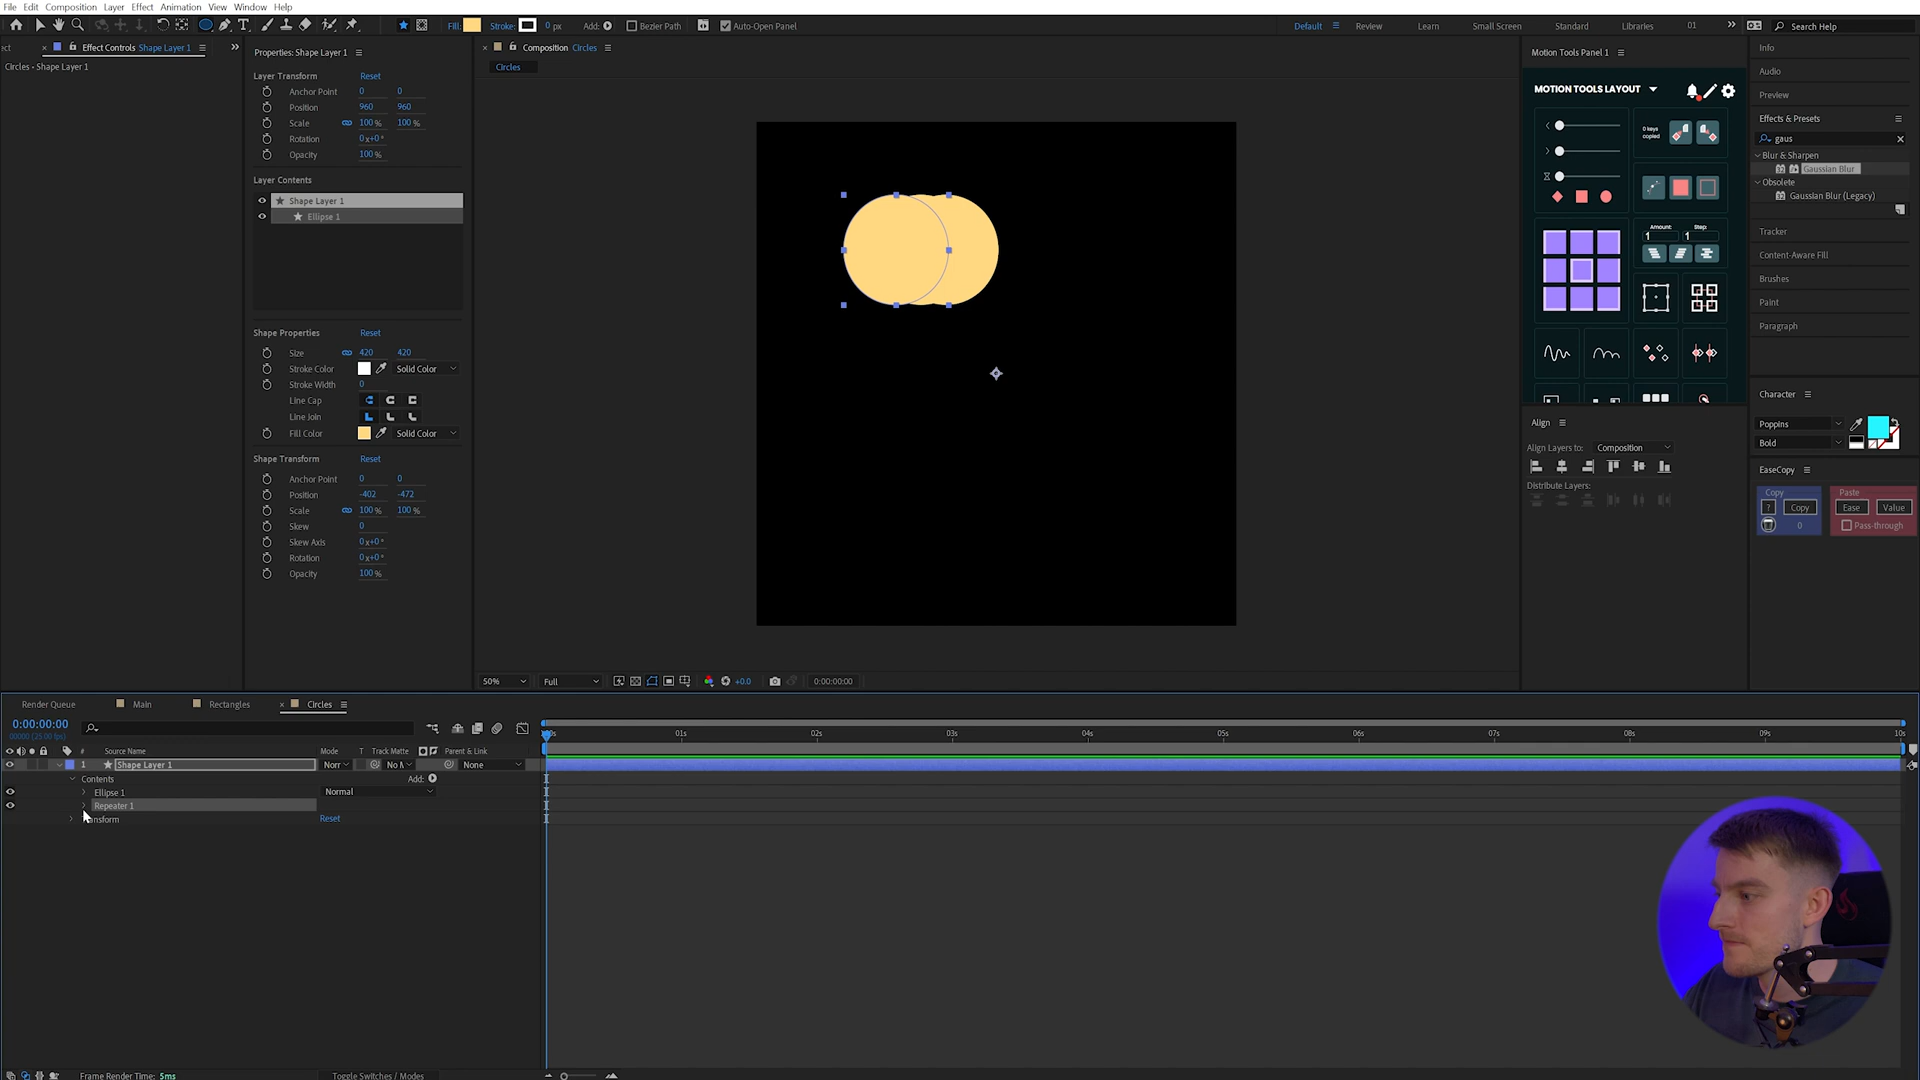 File Edit Composition Layer Effect Animation View Window Help
Fill: Stroke: 0 px Add: Bezier Path Auto-Open Panel Default Review Learn Small Screen Standard Libraries 01 Search Help
Effect Controls Shape Layer 1
Circles • Shape Layer 1
Properties: Shape Layer 1
Layer Transform Reset
Anchor Point 0 0
Position 960 960
Scale 100 % 100 %
Rotation 0x+0°
Opacity 100 %
Layer Contents
Shape Layer 1
Ellipse 1
Shape Properties Reset
Size 420 420
Stroke Color Solid Color
Stroke Width 0
Line Cap
Line Join
Fill Color Solid Color
Shape Transform Reset
Anchor Point 0 0
Position -402 -472
Scale 100 % 100 %
Skew 0
Skew Axis 0x+0°
Rotation 0x+0°
Opacity 100 %
Composition Circles
Circles
50% Full +0.0 0:00:00:00
Motion Tools Panel 1
MOTION TOOLS LAYOUT
0 keys
copied
Amount: Step:
1 1
Align
Align Layers to: Composition
Distribute Layers:
Info
Audio
Preview
Effects & Presets
gaus
Blur & Sharpen
Gaussian Blur
Obsolete
Gaussian Blur (Legacy)
Tracker
Content-Aware Fill
Brushes
Paint
Paragraph
Character
Poppins
Bold
EaseCopy
Copy Paste
? Copy Ease Value
0 Pass-through
Render Queue Main Rectangles Circles
0:00:00:00
00000 (25.00 fps)
# Source Name Mode T Track Matte Parent & Link
1 Shape Layer 1 None
Contents Add:
Ellipse 1 Normal
Repeater 1
Reset
01s 02s 03s 04s 05s 06s 07s 08s 09s 10s
Frame Render Time: 5ms Toggle Switches / Modes